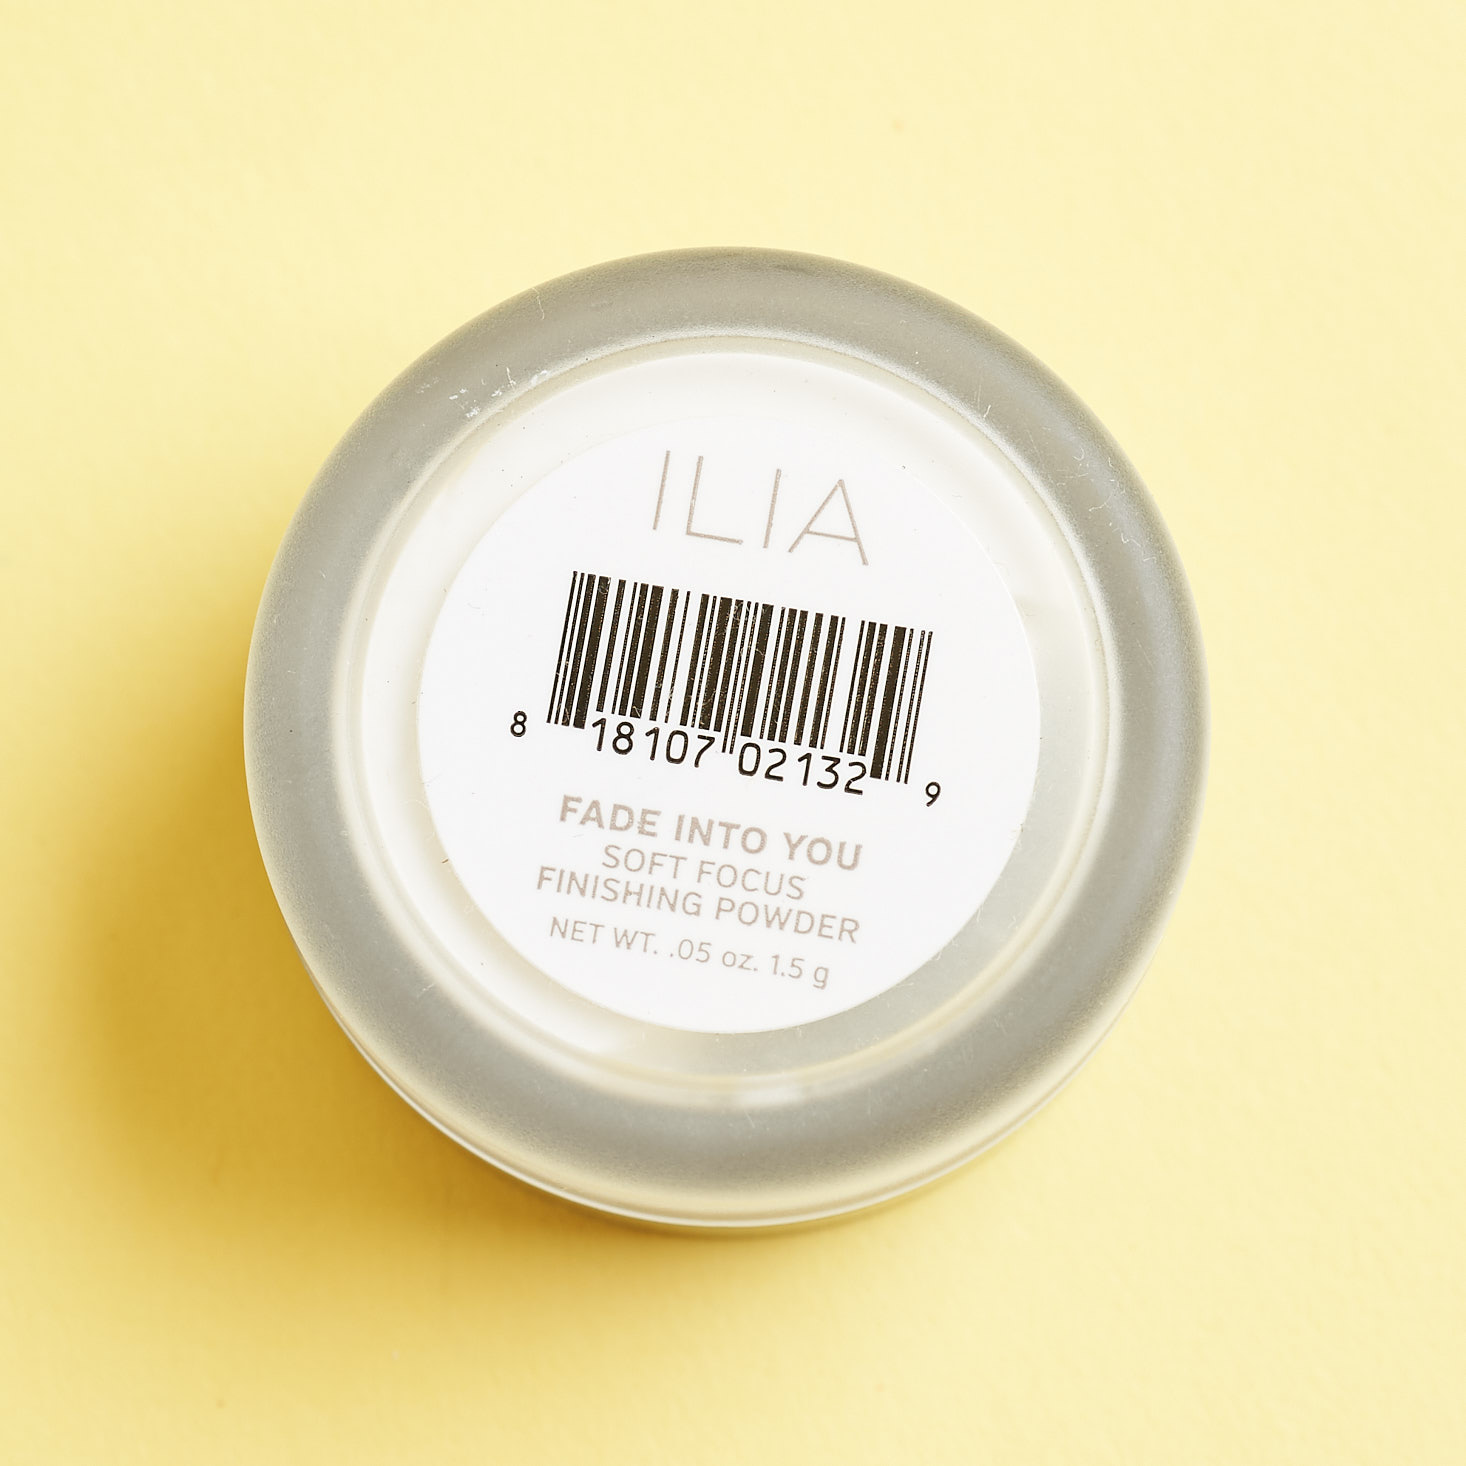 ILIA
8 18107 02132 9
FADE INTO YOU
SOFT FOCUS
FINISHING POWDER
NET WT. .05 oz. 1.5 g